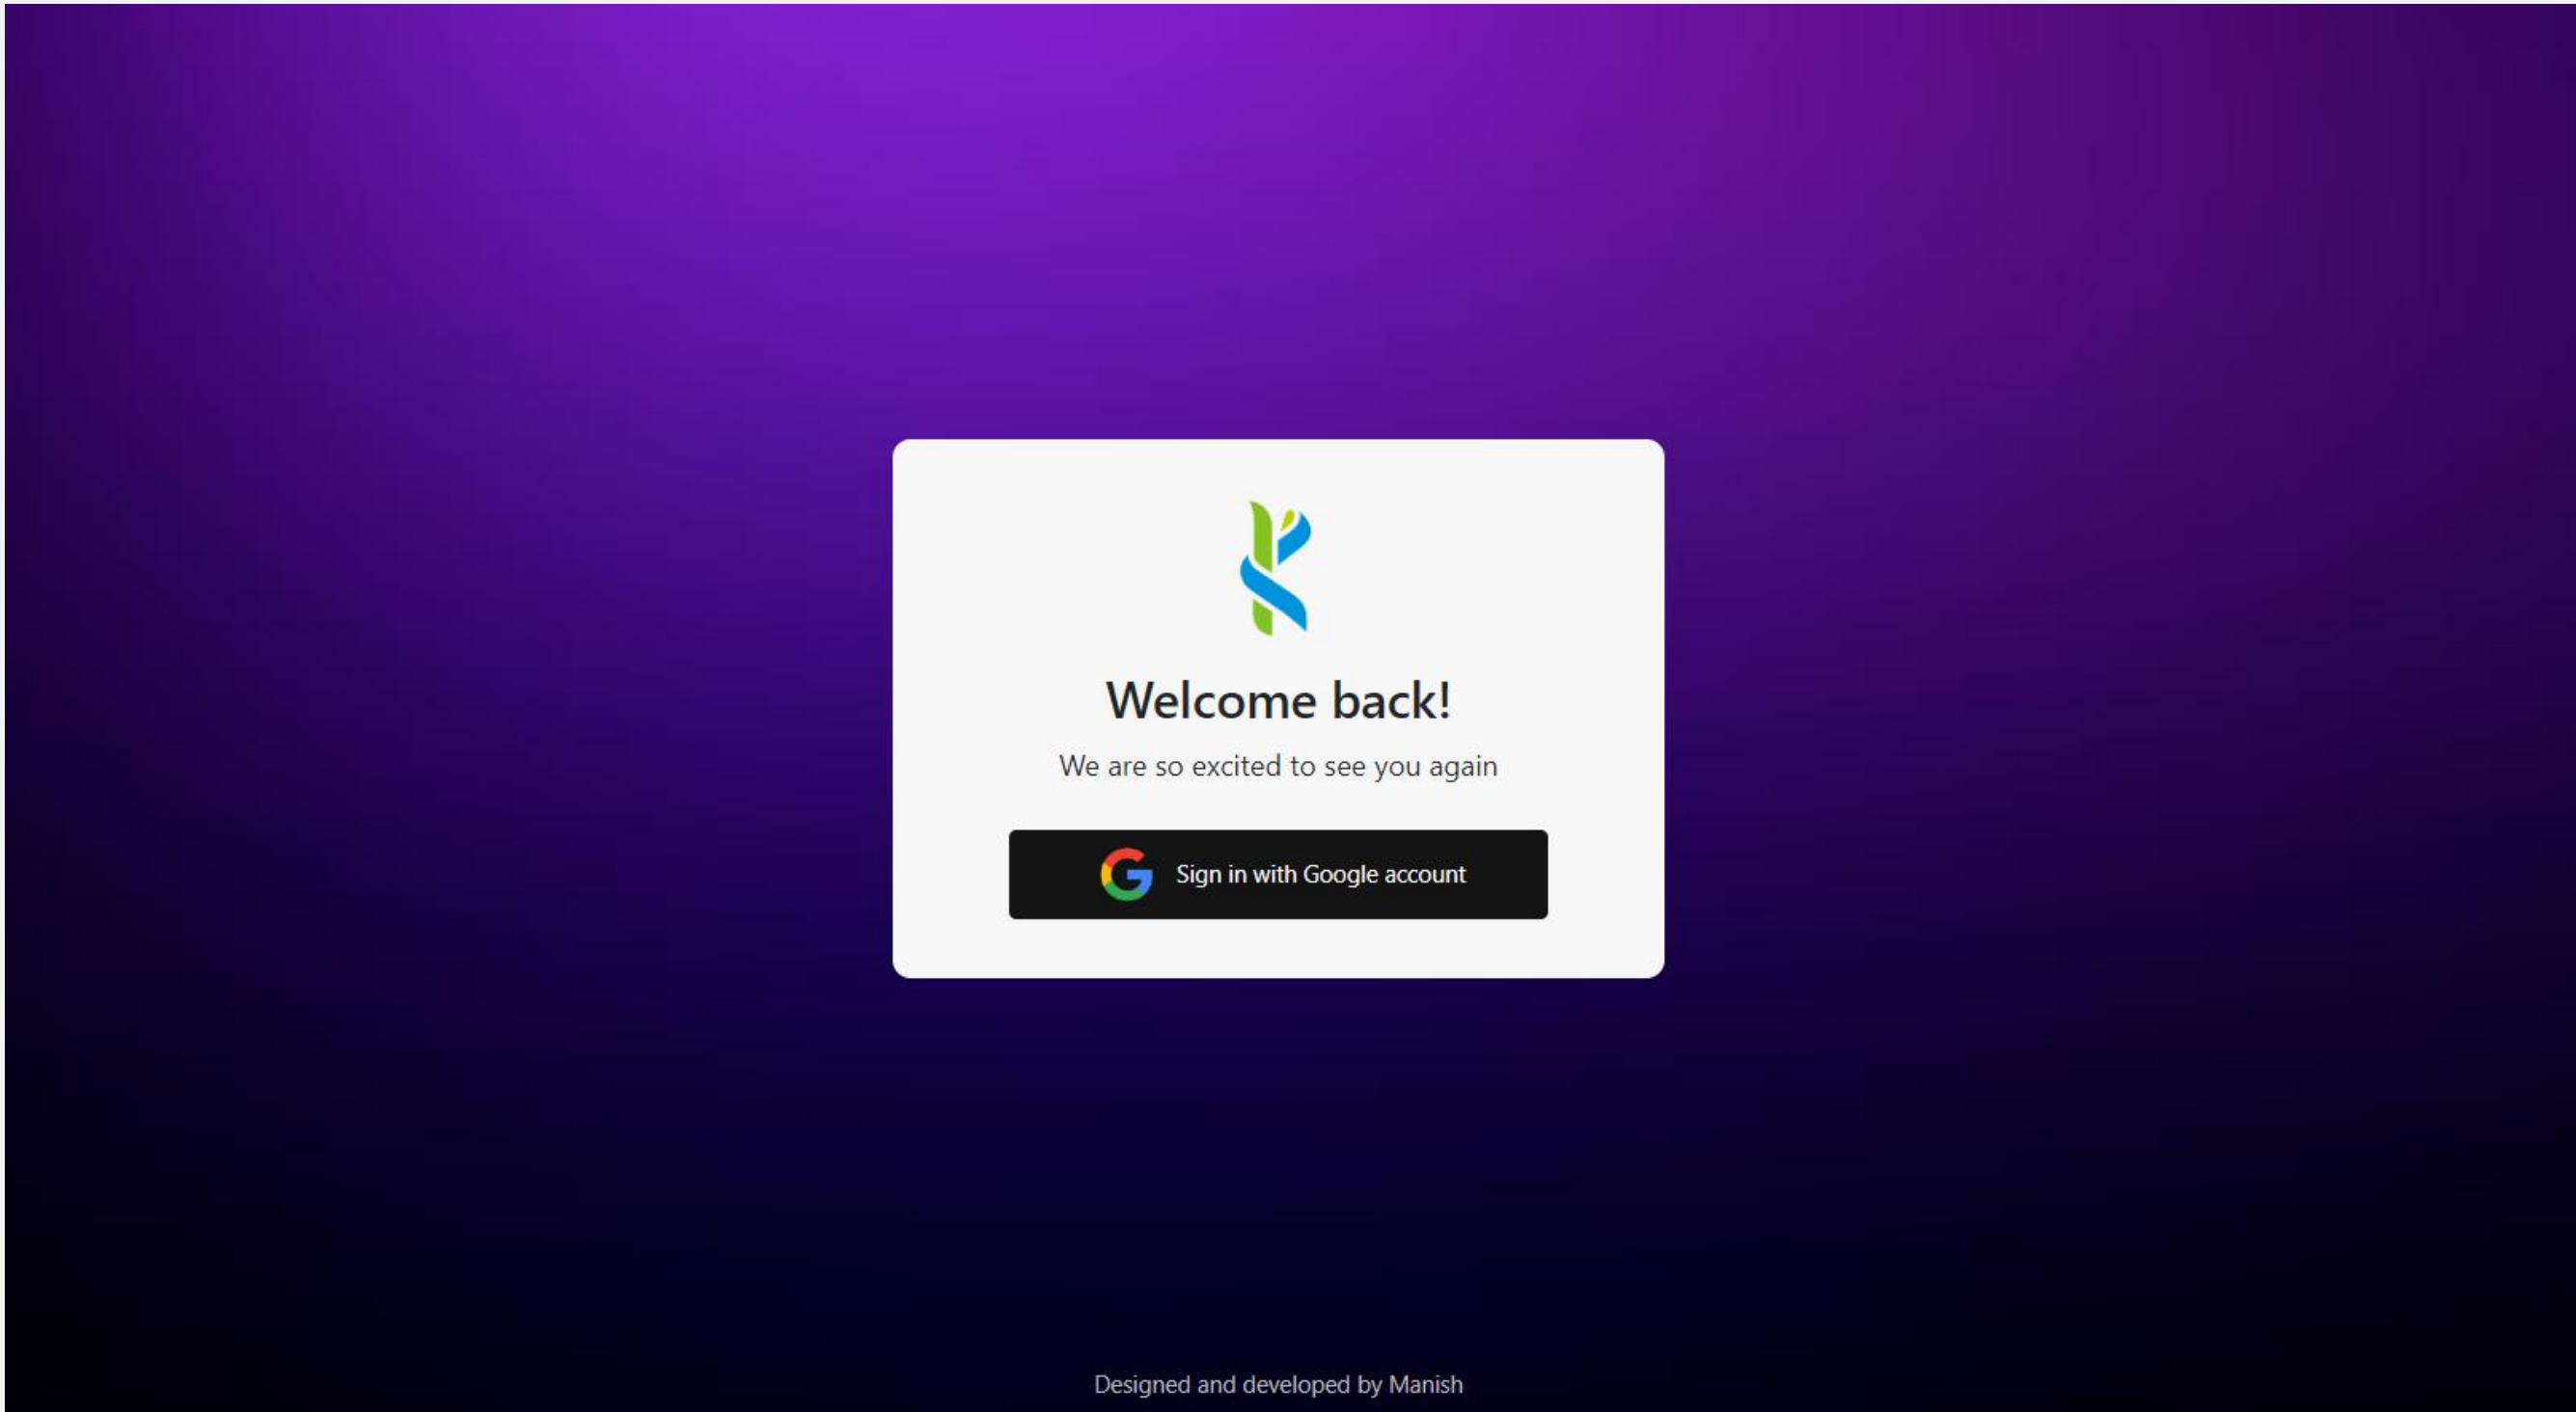 Welcome back!
We are so excited to see you again
Sign in with Google account
Designed and developed by Manish